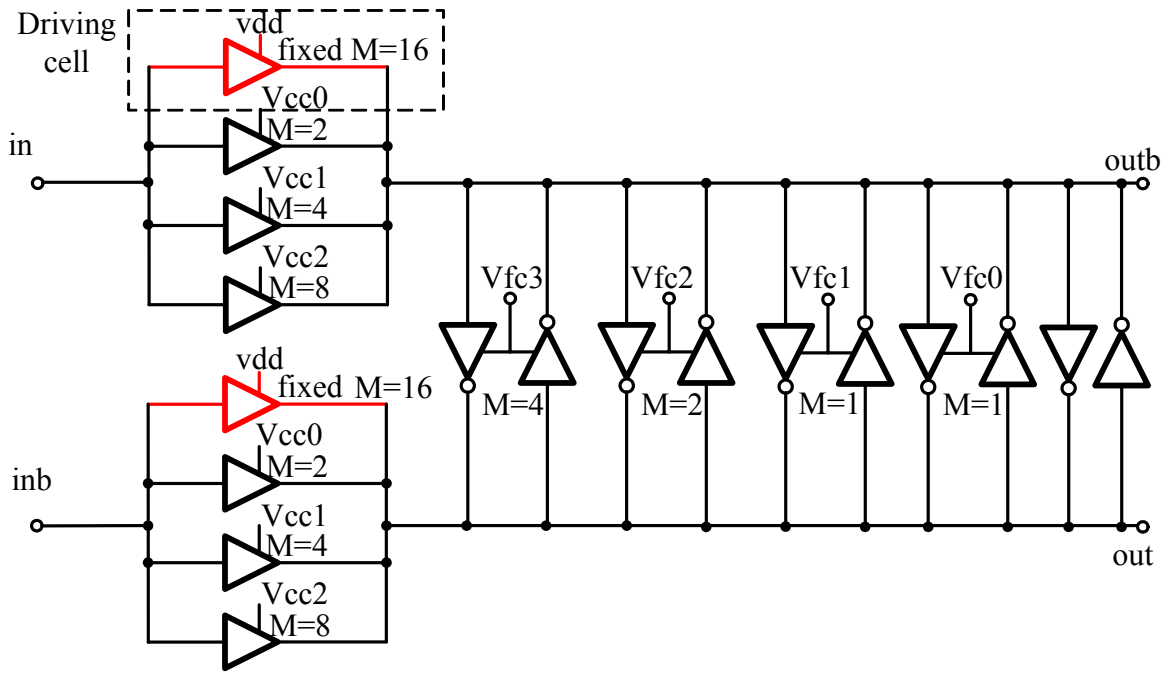 Driving
cell
vdd
fixed M=16
Vcc0
M=2
in
Vcc1
M=4
Vcc2
M=8
outb
Vfc3
Vfc2
Vfc1
Vfc0
M=4
M=2
M=1
M=1
vdd
fixed M=16
Vcc0
M=2
inb
Vcc1
M=4
Vcc2
M=8
out